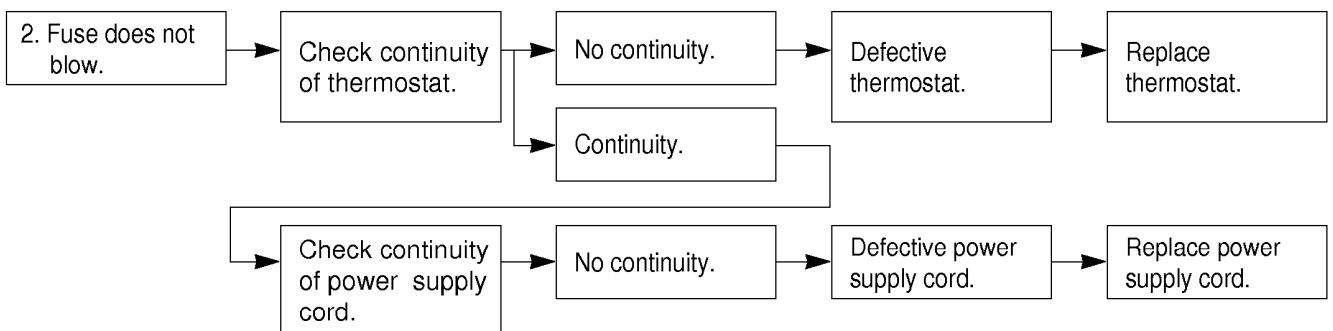 2. Fuse does not
blow.
Check continuity
of thermostat.
No continuity.
Defective
thermostat.
Replace
thermostat.
Continuity.
Check continuity
of power supply
cord.
No continuity.
Defective power
supply cord.
Replace power
supply cord.